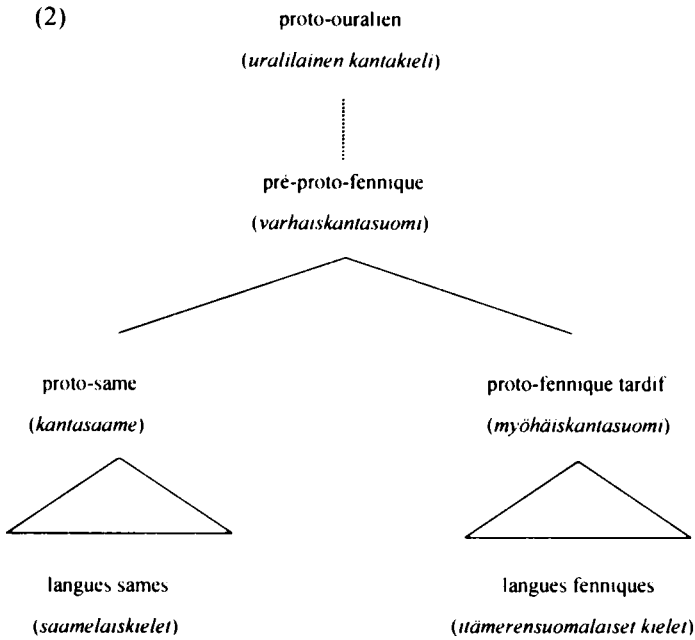 (2)
proto-ouralien
(uralilainen kantakieli)
pré-proto-fennique
(varhaiskantasuomi)
proto-same
proto-fennique tardif
(kantasaame)
(myöhäiskantasuomi)
langues sames
langues fenniques
(saamelaiskielet)
(itämerensuomalaiset kielet)